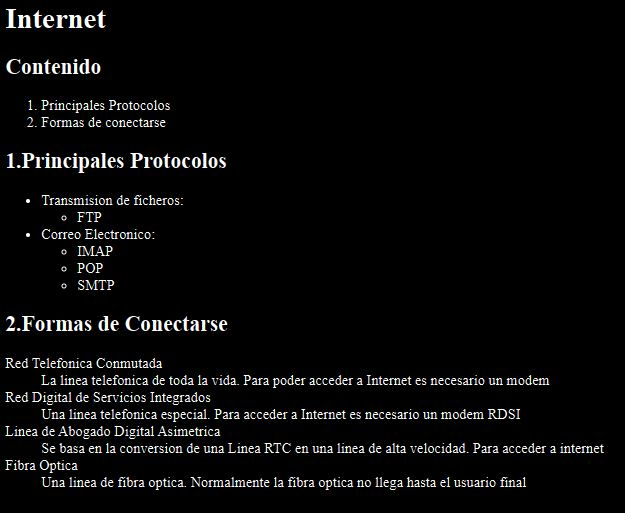 Internet
Contenido
1. Principales Protocolos
2. Formas de conectarse
1.Principales Protocolos
Transmision de ficheros:
FTP
Correo Electronico:
IMAP
POP
SMTP
2.Formas de Conectarse
Red Telefonica Conmutada
La linea telefonica de toda la vida. Para poder acceder a Internet es necesario un modem
Red Digital de Servicios Integrados
Una linea telefonica especial. Para acceder a Internet es necesario un modem RDSI
Linea de Abogado Digital Asimetrica
Se basa en la conversion de una Linea RTC en una linea de alta velocidad. Para acceder a internet
Fibra Optica
Una linea de fibra optica. Normalmente la fibra optica no llega hasta el usuario final